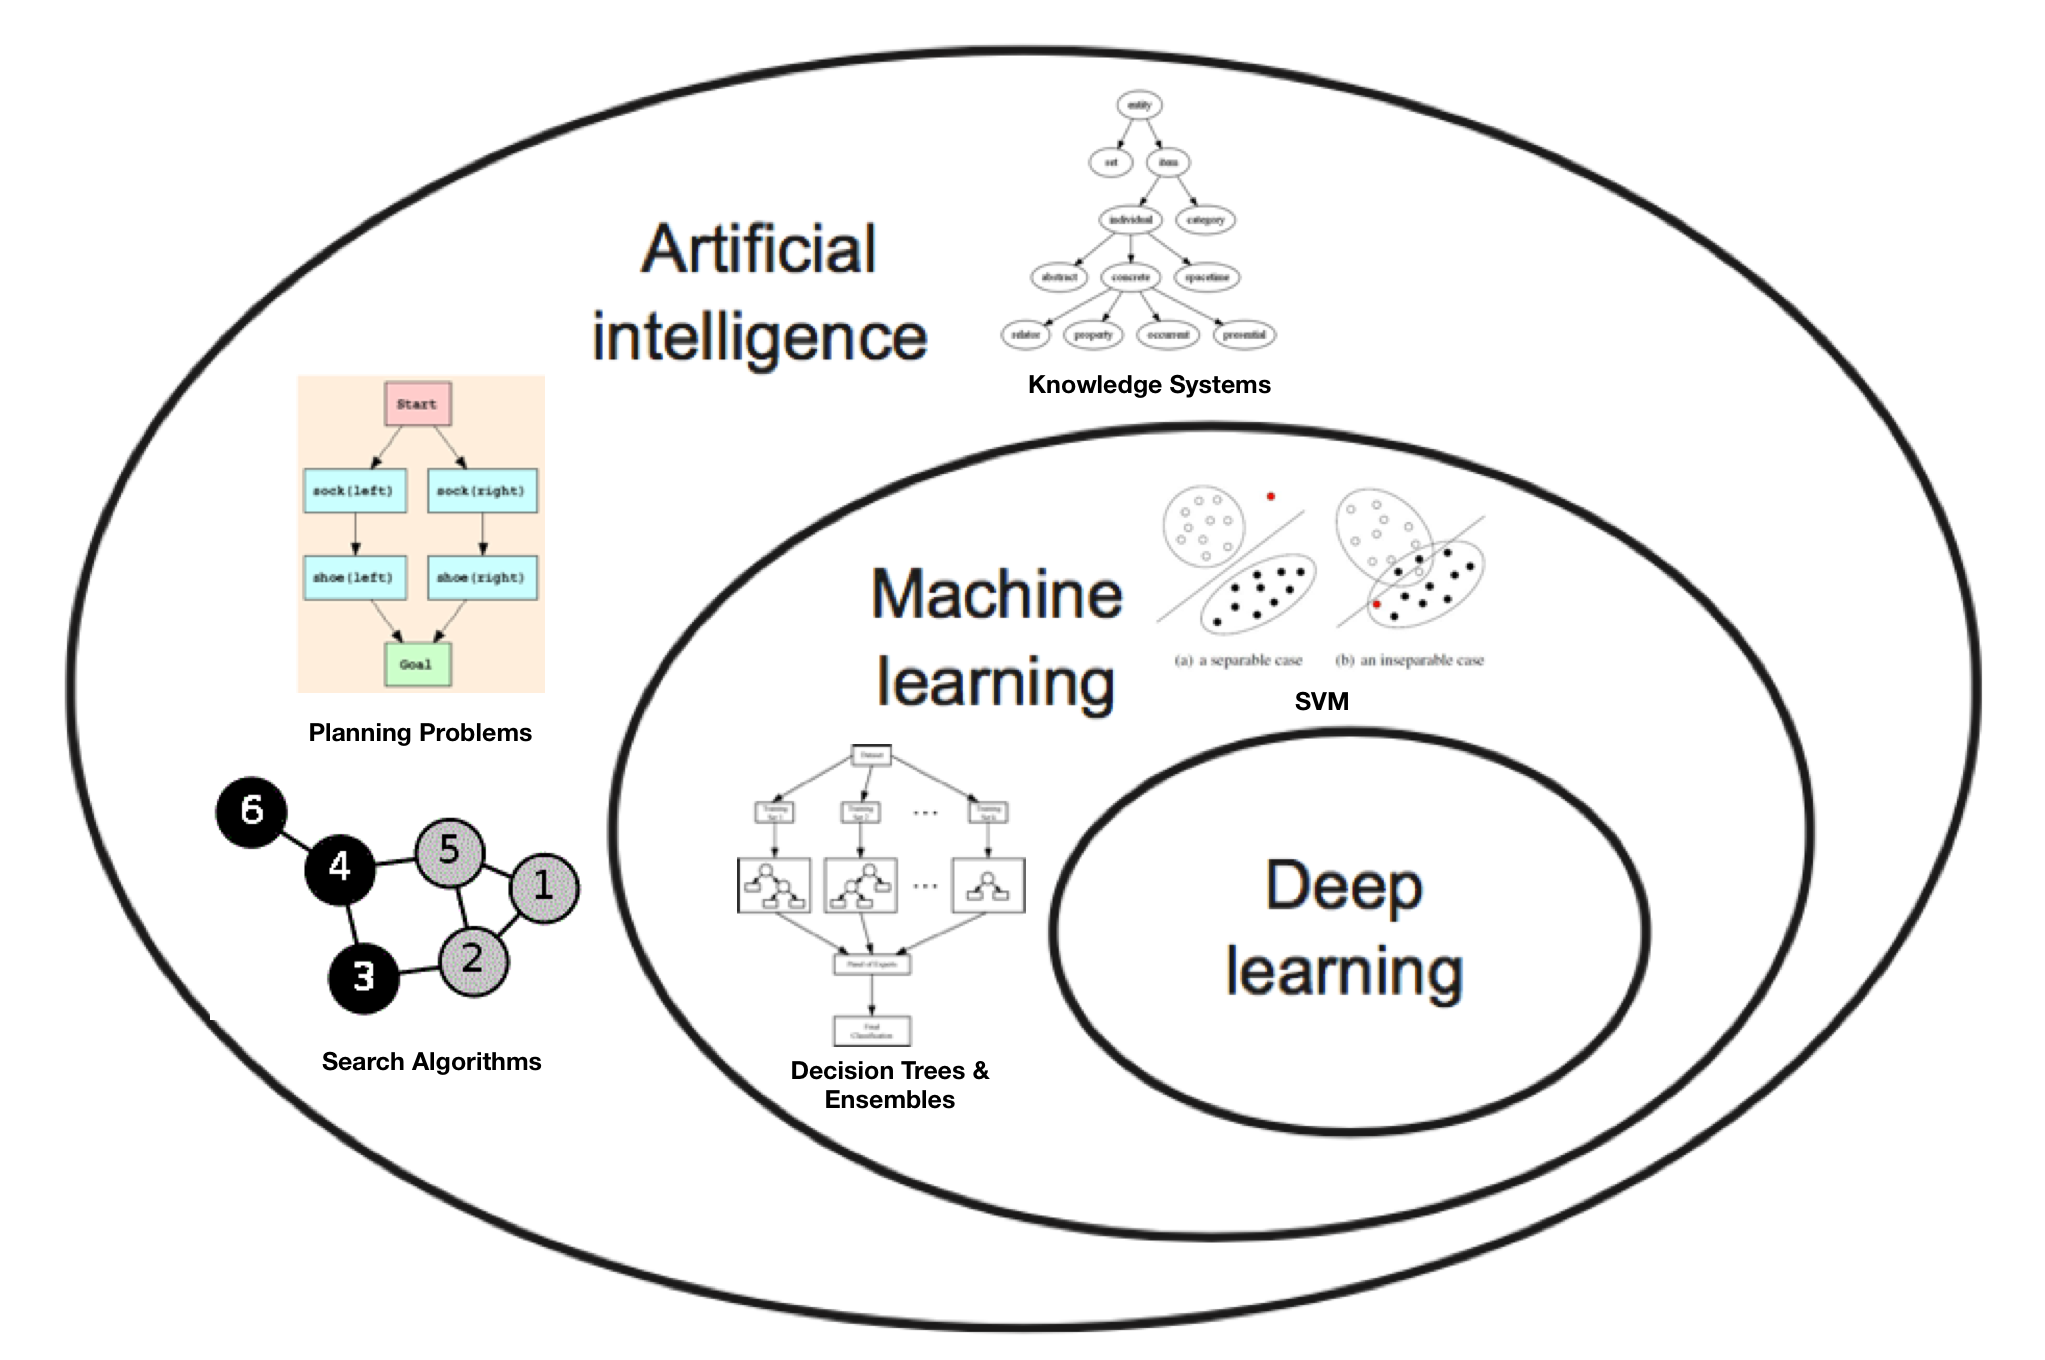 entity
set
item
individual
category
abstract
concrete
spacetime
relator
property
occurrent
presential
Knowledge Systems
Artificial
intelligence
Start
sock(left)
sock(right)
shoe(left)
shoe(right)
Goal
Planning Problems
6
4
5
1
3
2
Search Algorithms
Machine
learning
(a) a separable case
(b) an inseparable case
SVM
Dataset
Training
Set 1
Training
Set 2
...
Training
Set k
...
Panel of Experts
Final
Classification
Decision Trees &
Ensembles
Deep
learning